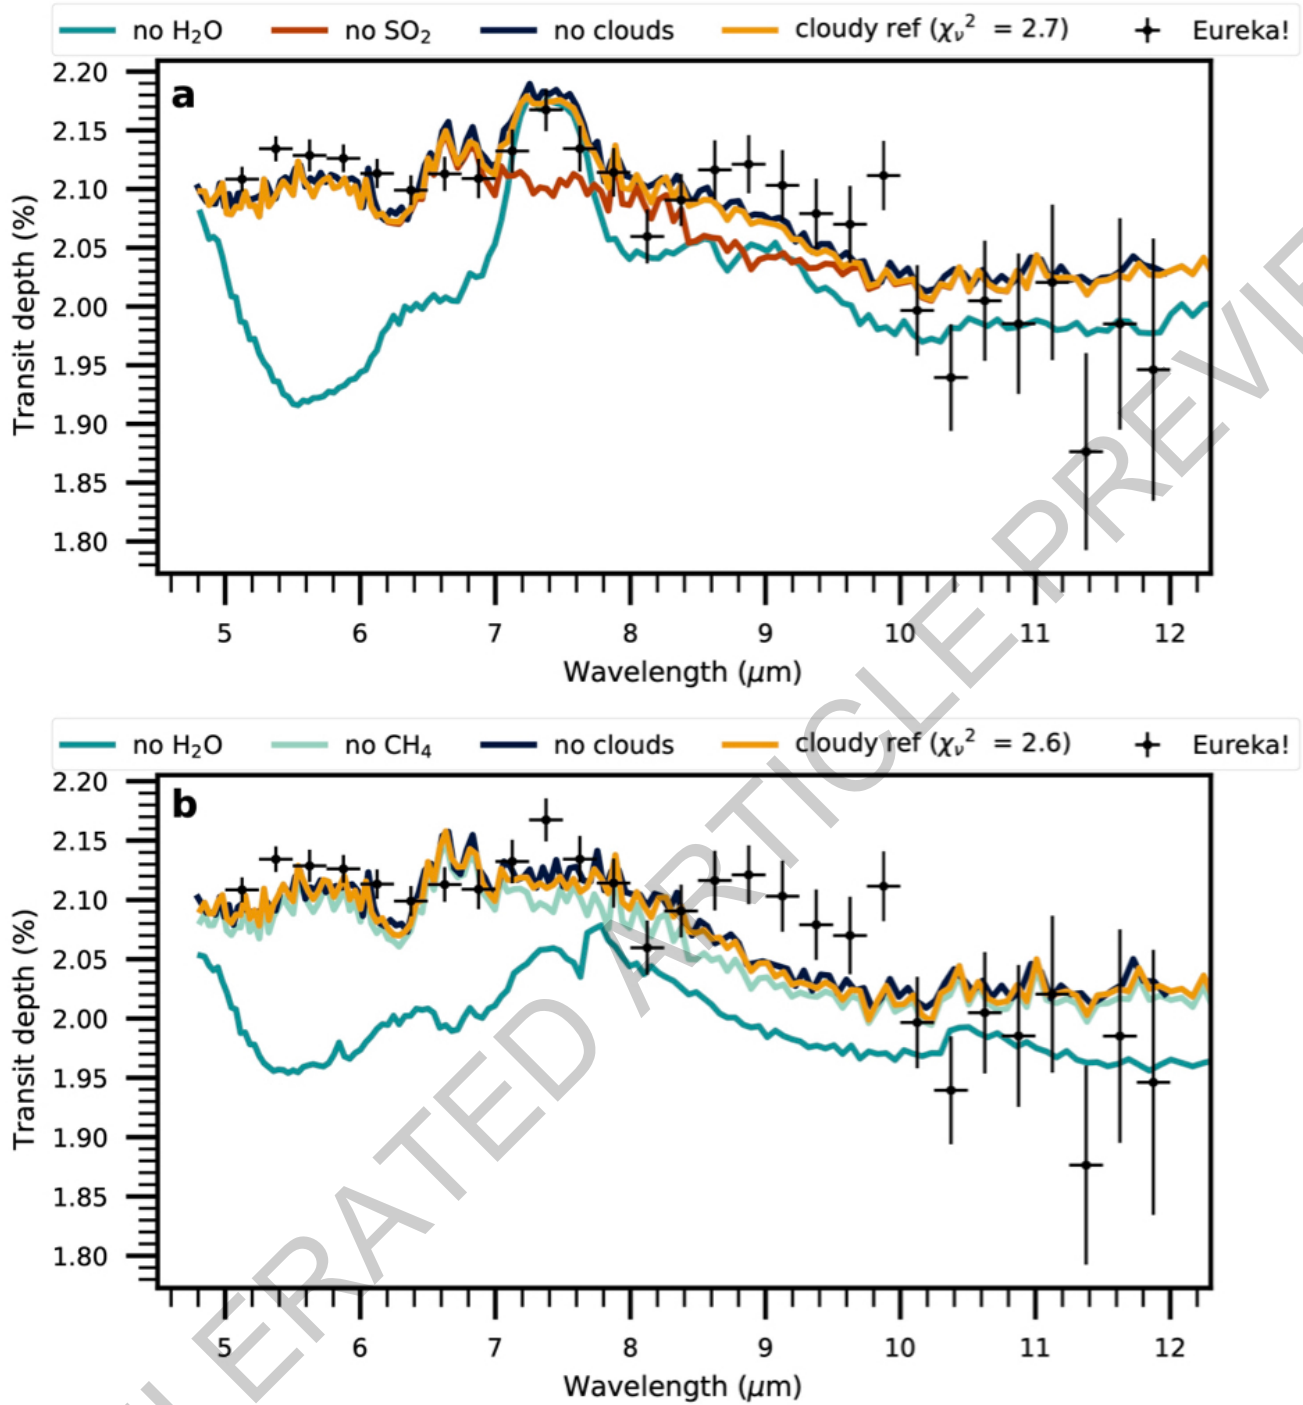 no H₂O no SO₂ no clouds cloudy ref (χᵥ² = 2.7) Eureka!
a
2.20
2.15
2.10
2.05
2.00
1.95
1.90
1.85
1.80
Transit depth (%)
5 6 7 8 9 10 11 12
Wavelength (μm)
no H₂O no CH₄ no clouds cloudy ref (χᵥ² = 2.6) Eureka!
b
2.20
2.15
2.10
2.05
2.00
1.95
1.90
1.85
1.80
Transit depth (%)
5 6 7 8 9 10 11 12
Wavelength (μm)
LERATED ARTICLE PREVIE